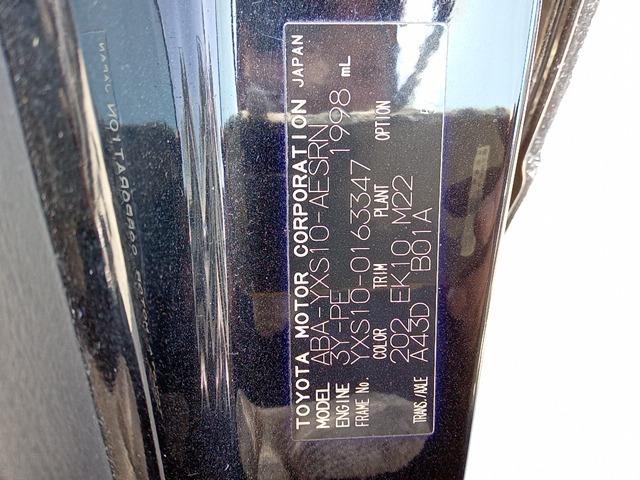 TOYOTA MOTOR CORPORATION JAPAN
MODEL ABA-YXS10-AESRN
ENGINE 3Y-PE 1998 mL
FRAME No. YXS10-0163347
COLOR TRIM PLANT OPTION
202 EK10 M22
TRANS./AXLE A43D B01A